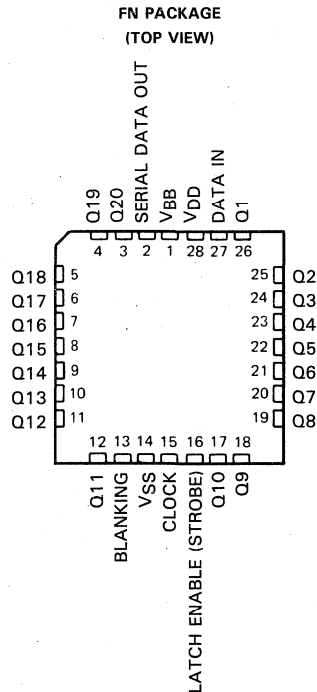 FN PACKAGE
(TOP VIEW)
Q19
Q20
SERIAL DATA OUT
VBB
VDD
DATA IN
Q1
4
3
2
1
28
27
26
Q18 5
Q17 6
Q16 7
Q15 8
Q14 9
Q13 10
Q12 11
25 Q2
24 Q3
23 Q4
22 Q5
21 Q6
20 Q7
19 Q8
12
13
14
15
16
17
18
Q11
BLANKING
VSS
CLOCK
LATCH ENABLE (STROBE)
Q10
Q9